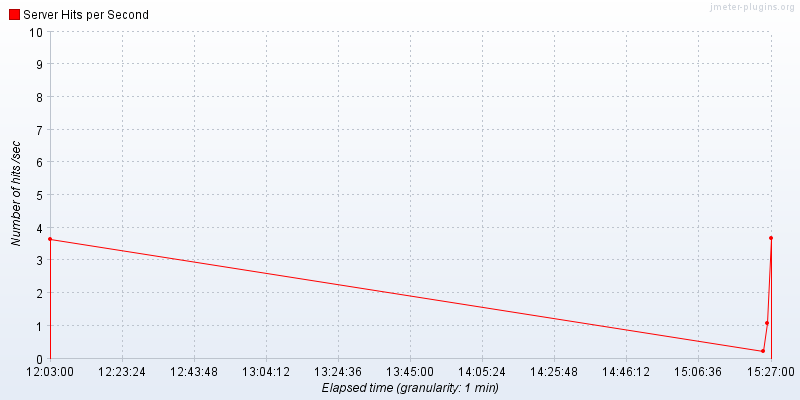 Server Hits per Second
jmeter-plugins.org
10
9
8
7
6
5
4
3
2
1
0
Number of hits /sec
12:03:00 12:23:24 12:43:48 13:04:12 13:24:36 13:45:00 14:05:24 14:25:48 14:46:12 15:06:36 15:27:00
Elapsed time (granularity: 1 min)